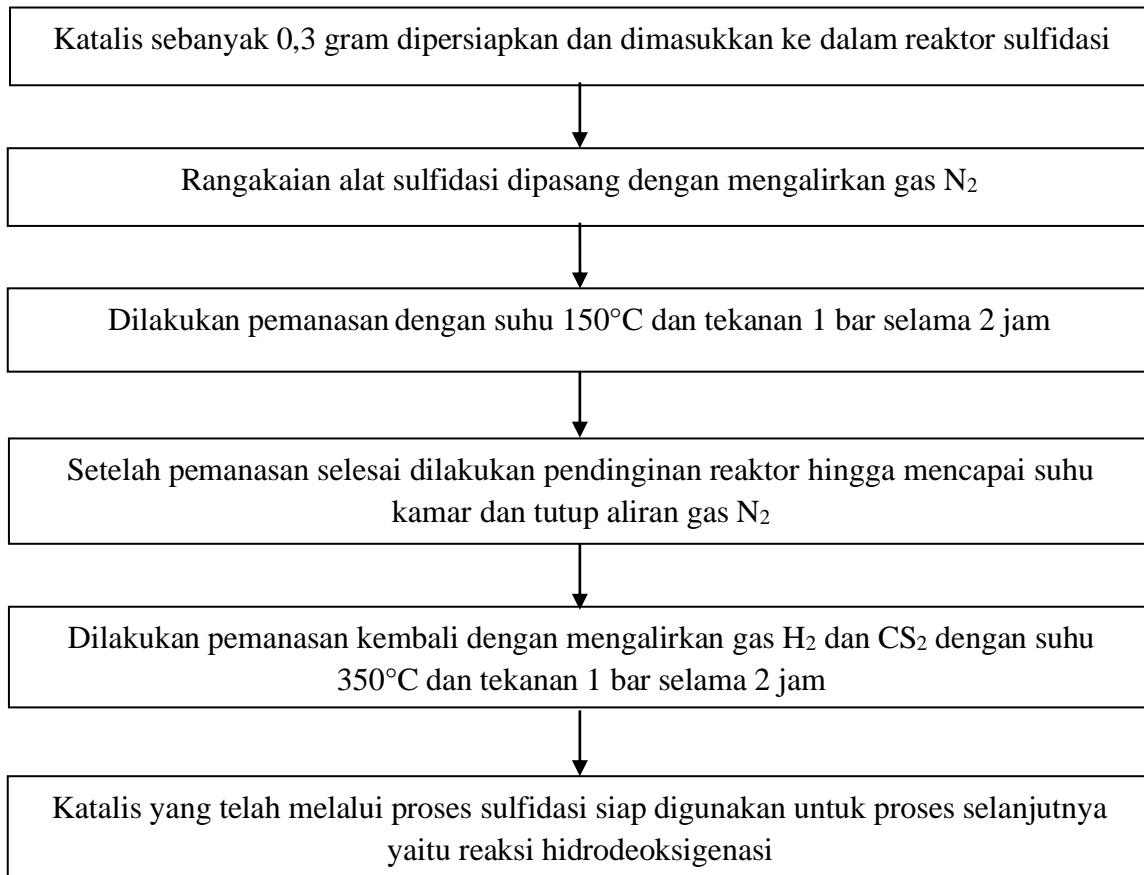 Katalis sebanyak 0,3 gram dipersiapkan dan dimasukkan ke dalam reaktor sulfidasi
Rangakaian alat sulfidasi dipasang dengan mengalirkan gas N₂
Dilakukan pemanasan dengan suhu 150°C dan tekanan 1 bar selama 2 jam
Setelah pemanasan selesai dilakukan pendinginan reaktor hingga mencapai suhu
kamar dan tutup aliran gas N₂
Dilakukan pemanasan kembali dengan mengalirkan gas H₂ dan CS₂ dengan suhu
350°C dan tekanan 1 bar selama 2 jam
Katalis yang telah melalui proses sulfidasi siap digunakan untuk proses selanjutnya
yaitu reaksi hidrodeoksigenasi